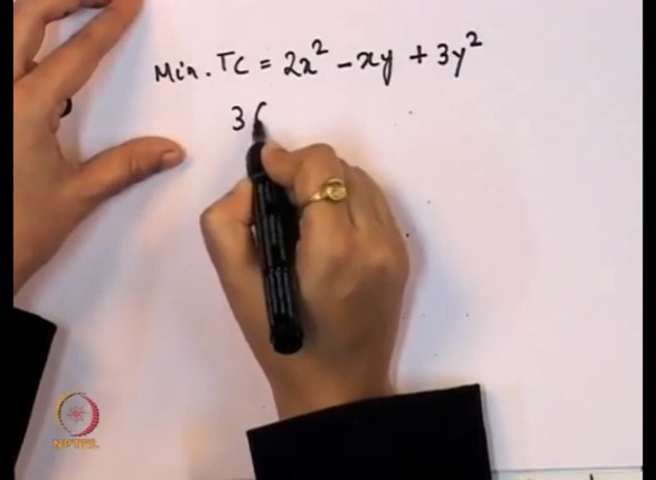 Min. TC = 2x² - xy + 3y²
3
NPTEL